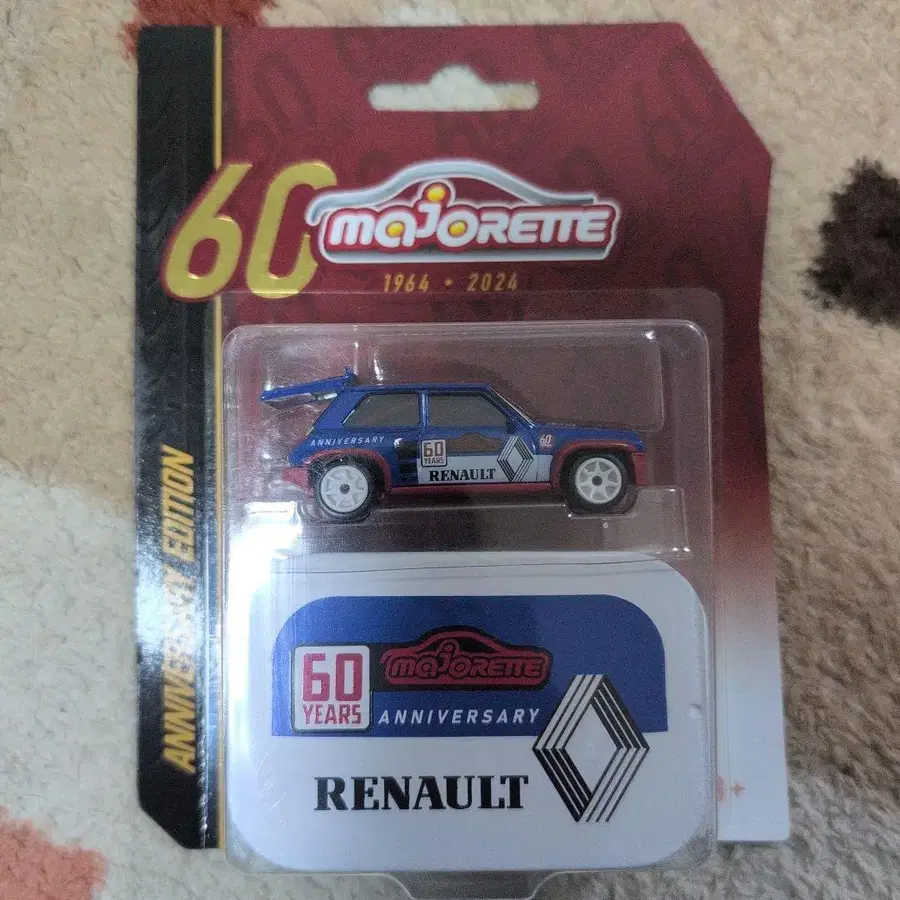 60
MAJORETTE
1964 • 2024
ANNIVERSARY EDITION
ANNIVERSARY
60
YEARS
RENAULT
60
60
YEARS
MAJORETTE
ANNIVERSARY
RENAULT